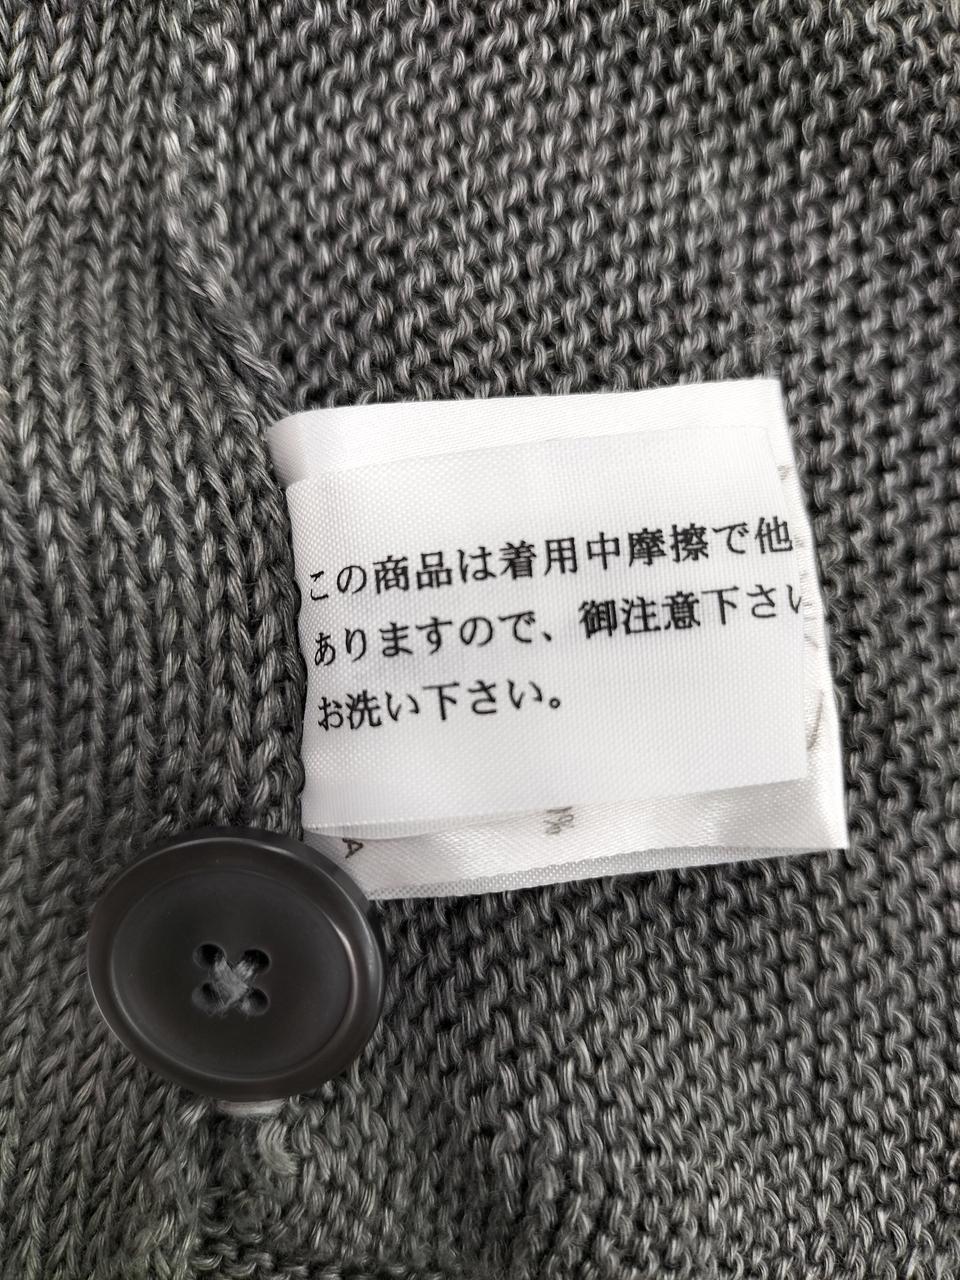 この商品は着用中摩擦で他
ありますので、御注意下さい
お洗い下さい。
%
A